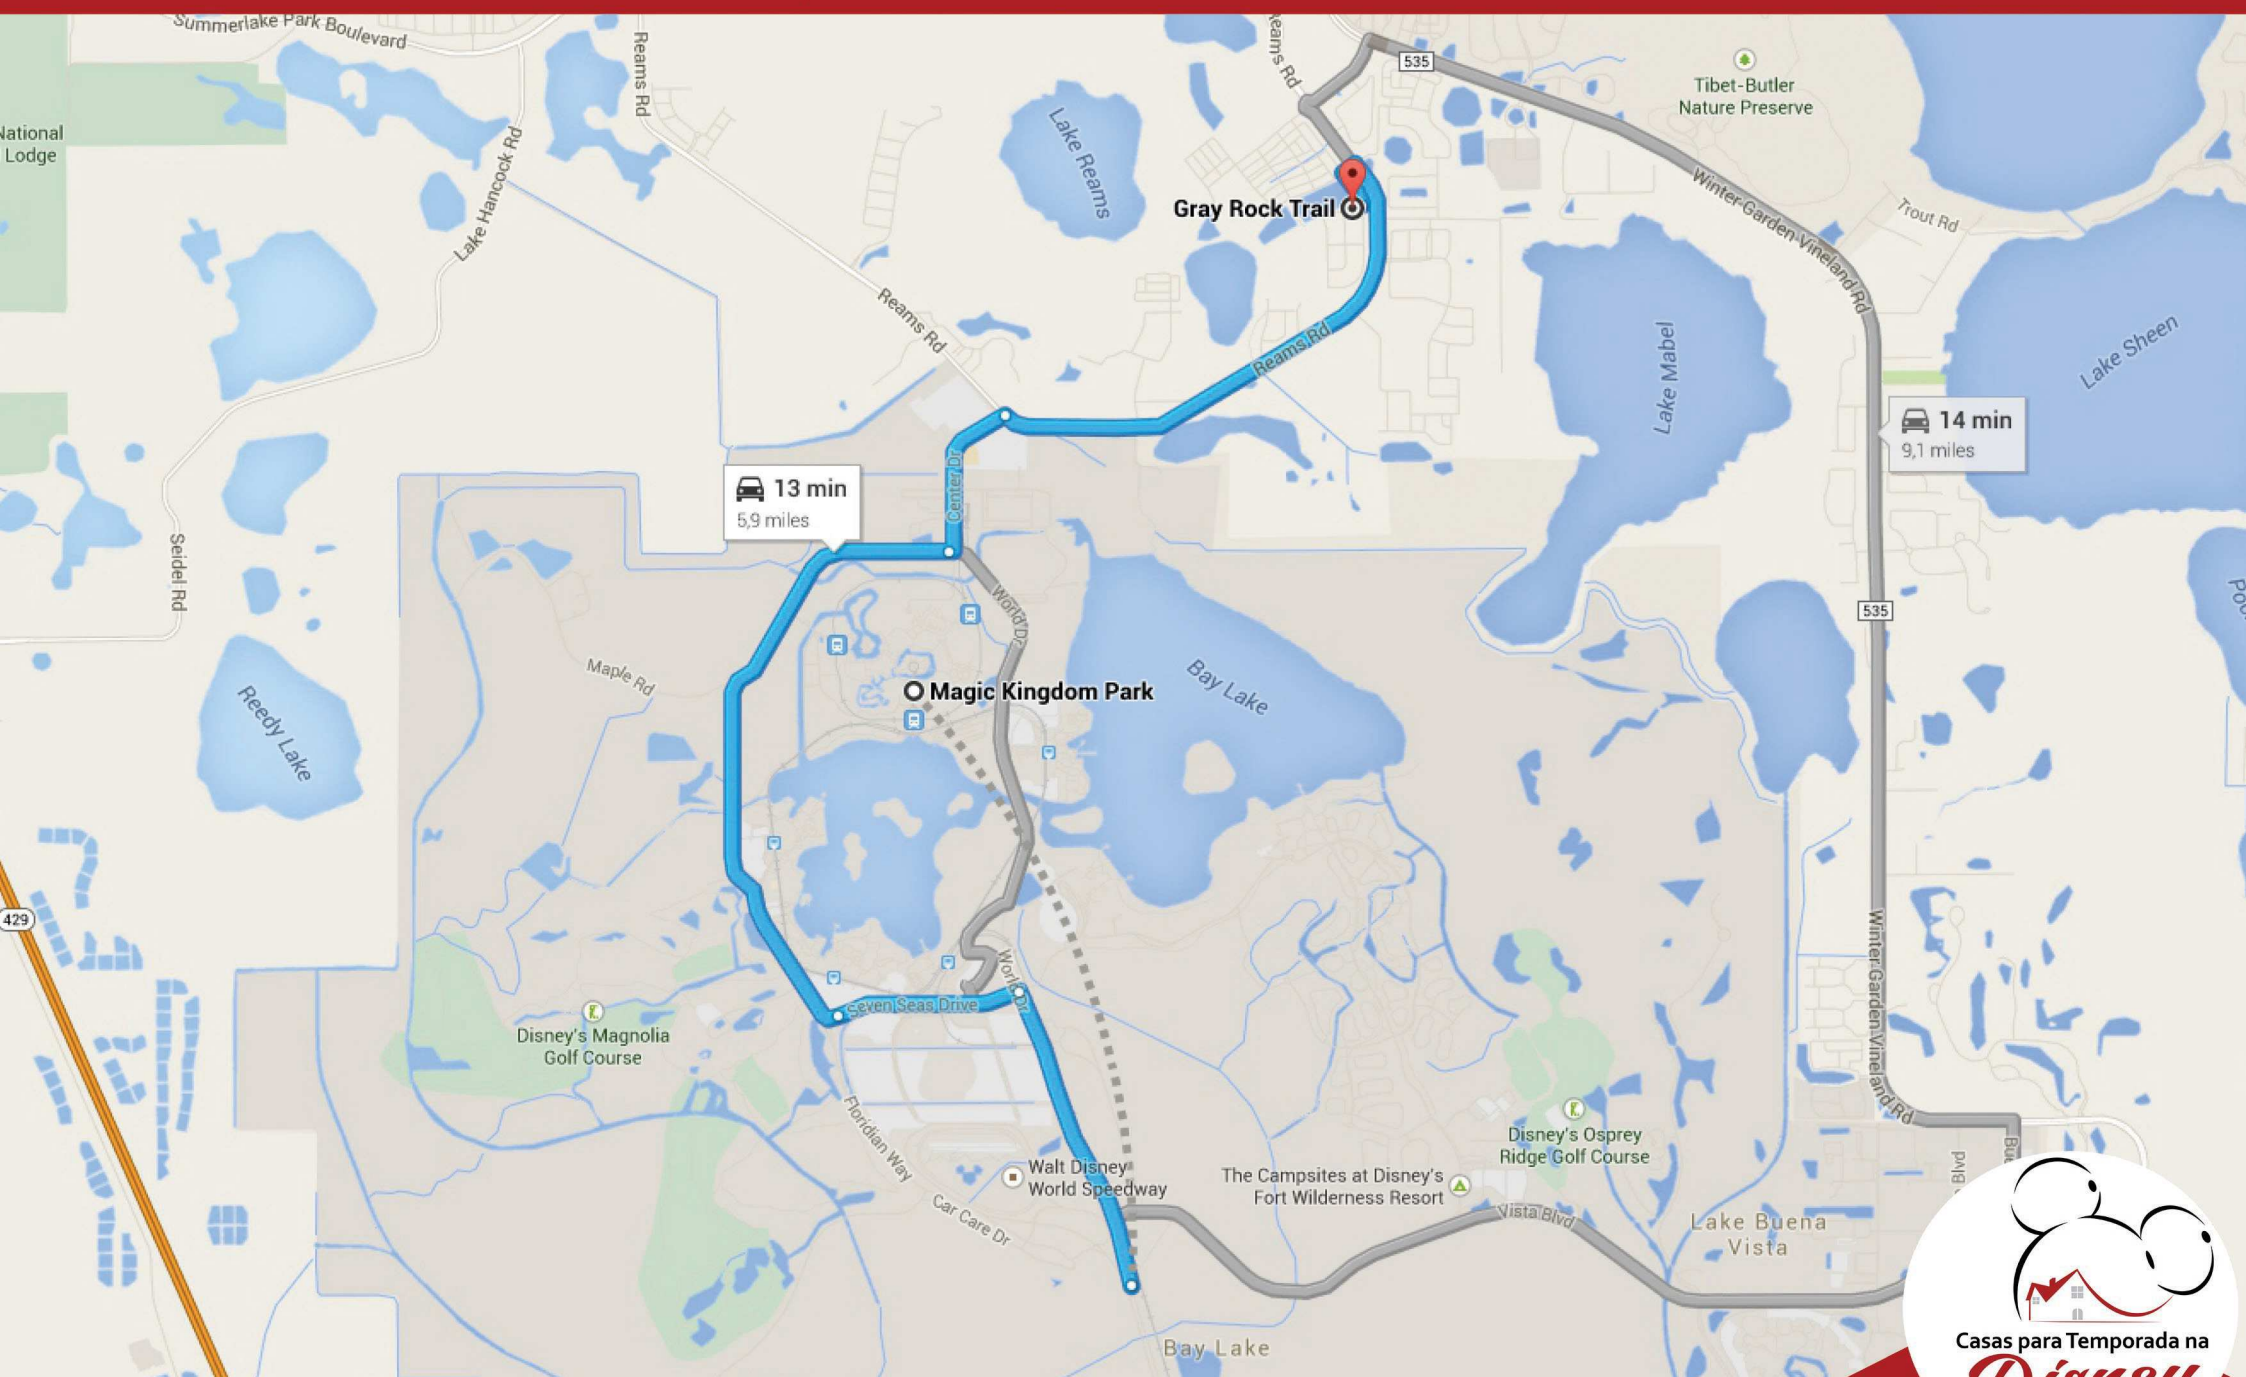 Summerlake Park Boulevard
Reams Rd
Reams Rd
535
Tibet-Butler
Nature Preserve
National
Lodge
Lake Hancock Rd
Lake Reams
Winter Garden Vineland Rd
Trout Rd
Gray Rock Trail
Reams Rd
Reams Rd
Lake Mabel
Lake Sheen
14 min
9,1 miles
13 min
5,9 miles
Center Dr
Seidel Rd
World Dr
535
Maple Rd
Magic Kingdom Park
Bay Lake
Reedy Lake
429
Winter Garden Vineland Rd
World Dr
Seven Seas Drive
Disney's Magnolia
Golf Course
Floridian Way
Disney's Osprey
Ridge Golf Course
Walt Disney
World Speedway
The Campsites at Disney's
Fort Wilderness Resort
Car Care Dr
Vista Blvd
Blvd
Lake Buena
Vista
Bay Lake
Casas para Temporada na
Disney